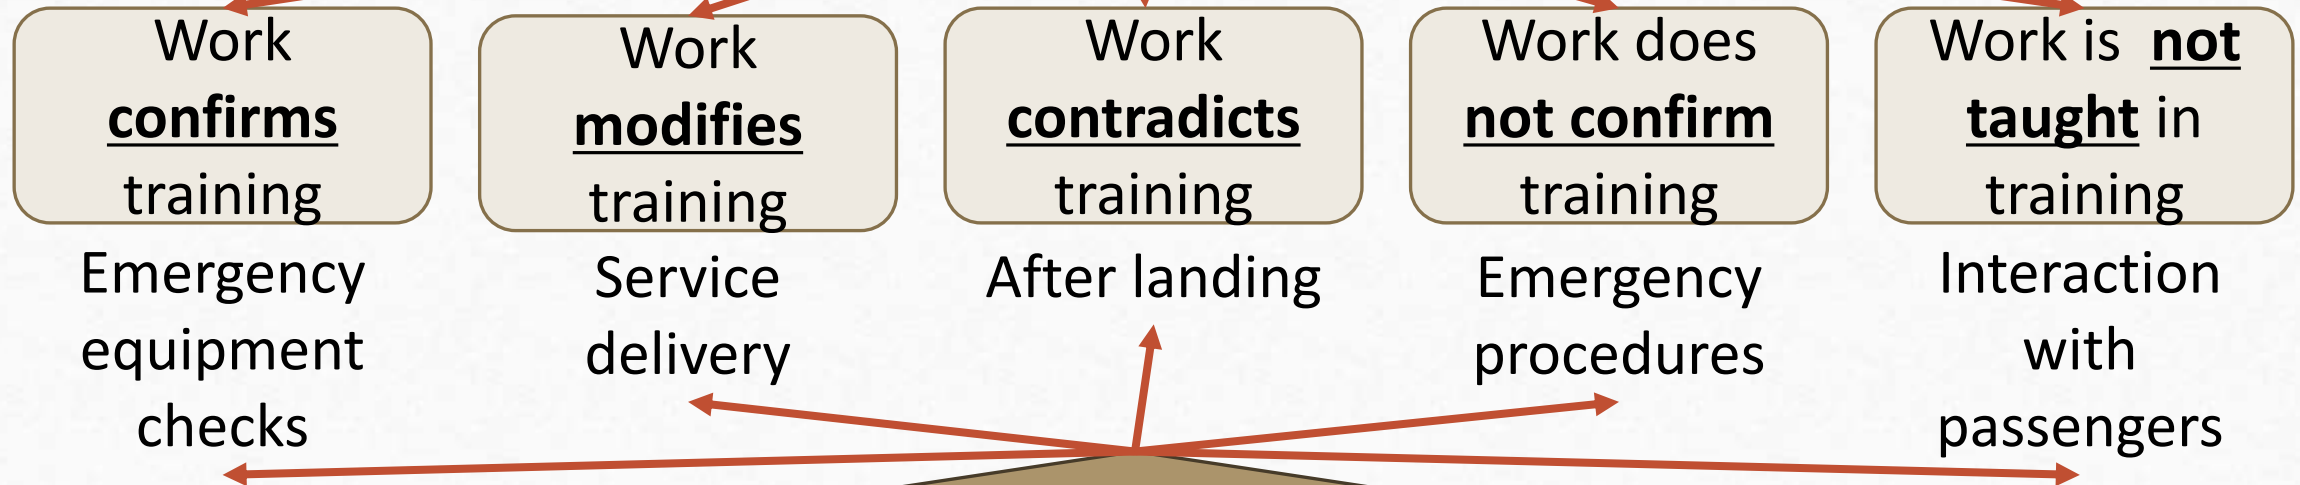 Work
confirms
training
Work
modifies
training
Work
contradicts
training
Work does
not confirm
training
Work is not
taught in
training
Emergency
equipment
checks
Service
delivery
After landing
Emergency
procedures
Interaction
with
passengers